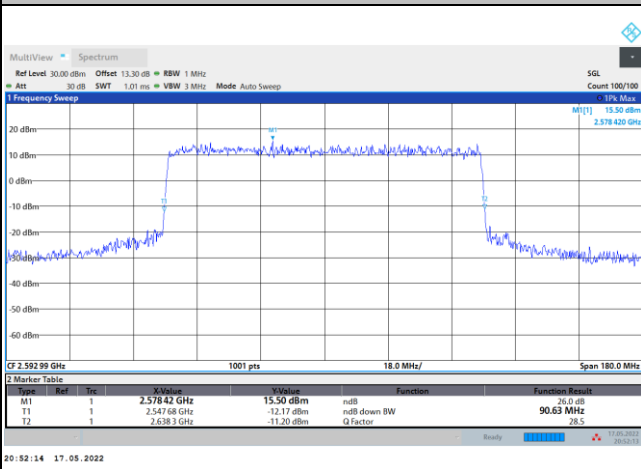 MultiView Spectrum
Ref Level 30.00 dBm Offset 13.30 dB RBW 1 MHz SGL
Att 30 dB SWT 1.01 ms VBW 3 MHz Mode Auto Sweep Count 100/100
1 Frequency Sweep 1Pk Max
M1[1] 15.50 dBm
2.578 420 GHz
20 dBm
M1
10 dBm
0 dBm
T1
T2
-10 dBm
-20 dBm
-30 dBm
-40 dBm
-50 dBm
-60 dBm
CF 2.592 99 GHz 1001 pts 18.0 MHz/ Span 180.0 MHz
2 Marker Table
Type Ref Trc X-Value Y-Value Function Function Result
M1 1 2.578 42 GHz 15.50 dBm ndB 26.0 dB
T1 1 2.547 68 GHz -12.17 dBm ndB down BW 90.63 MHz
T2 1 2.638 3 GHz -11.20 dBm Q Factor 28.5
Ready 17.05.2022
20:52:13
20:52:14 17.05.2022